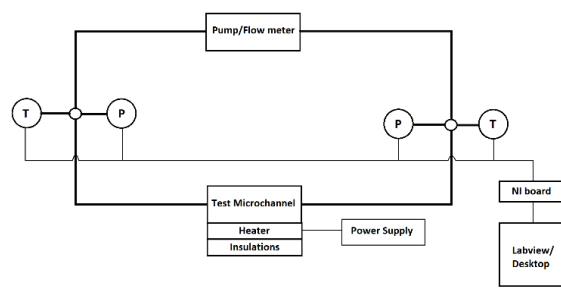 Pump/Flow meter
T
P
P
T
Test Microchannel
NI board
Heater
Power Supply
Insulations
Labview/
Desktop